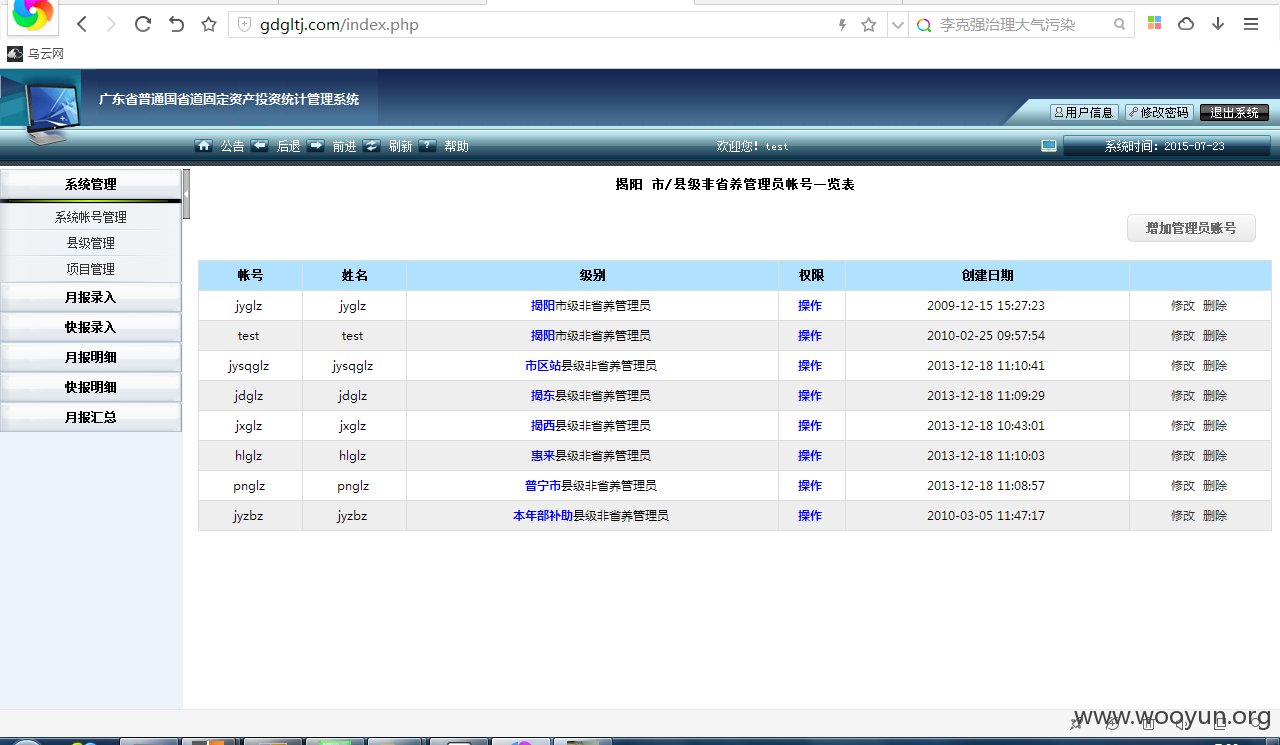 gdgltj.com/index.php
李克强治理大气污染
乌云网
广东省普通国省道固定资产投资统计管理系统
用户信息 修改密码 退出系统
公告 后退 前进 刷新 帮助 欢迎您! test 系统时间: 2015-07-23
系统管理
系统帐号管理
县级管理
项目管理
月报录入
快报录入
月报明细
快报明细
月报汇总
揭阳 市/县级非省养管理员帐号一览表
增加管理员账号
帐号 姓名 级别 权限 创建日期
jyglz jyglz 揭阳市级非省养管理员 操作 2009-12-15 15:27:23 修改 删除
test test 揭阳市级非省养管理员 操作 2010-02-25 09:57:54 修改 删除
jysqglz jysqglz 市区站县级非省养管理员 操作 2013-12-18 11:10:41 修改 删除
jdglz jdglz 揭东县级非省养管理员 操作 2013-12-18 11:09:29 修改 删除
jxglz jxglz 揭西县级非省养管理员 操作 2013-12-18 10:43:01 修改 删除
hlglz hlglz 惠来县级非省养管理员 操作 2013-12-18 11:10:03 修改 删除
pnglz pnglz 普宁市县级非省养管理员 操作 2013-12-18 11:08:57 修改 删除
jyzbz jyzbz 本年部补助县级非省养管理员 操作 2010-03-05 11:47:17 修改 删除
www.wooyun.org